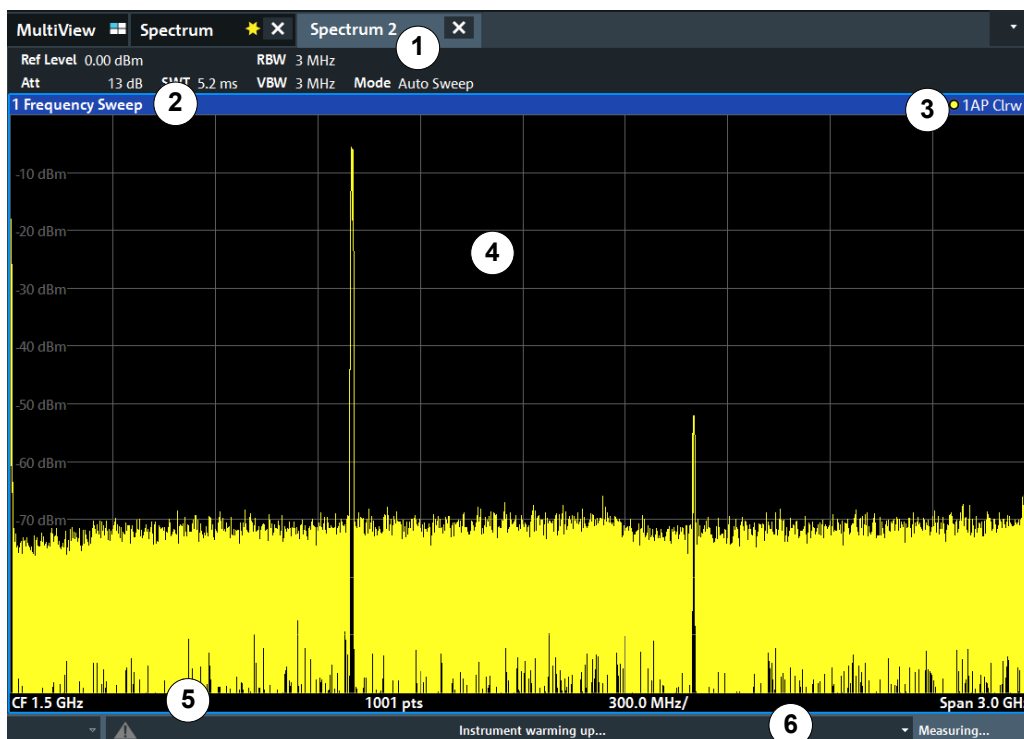 MultiView Spectrum Spectrum 2
1
Ref Level 0.00 dBm RBW 3 MHz
Att 13 dB SWT 5.2 ms VBW 3 MHz Mode Auto Sweep
1 Frequency Sweep 2 3 1AP Clrw
-10 dBm
-20 dBm
4
-30 dBm
-40 dBm
-50 dBm
-60 dBm
-70 dBm
CF 1.5 GHz 5 1001 pts 300.0 MHz/ Span 3.0 GHz
Instrument warming up... 6 Measuring...